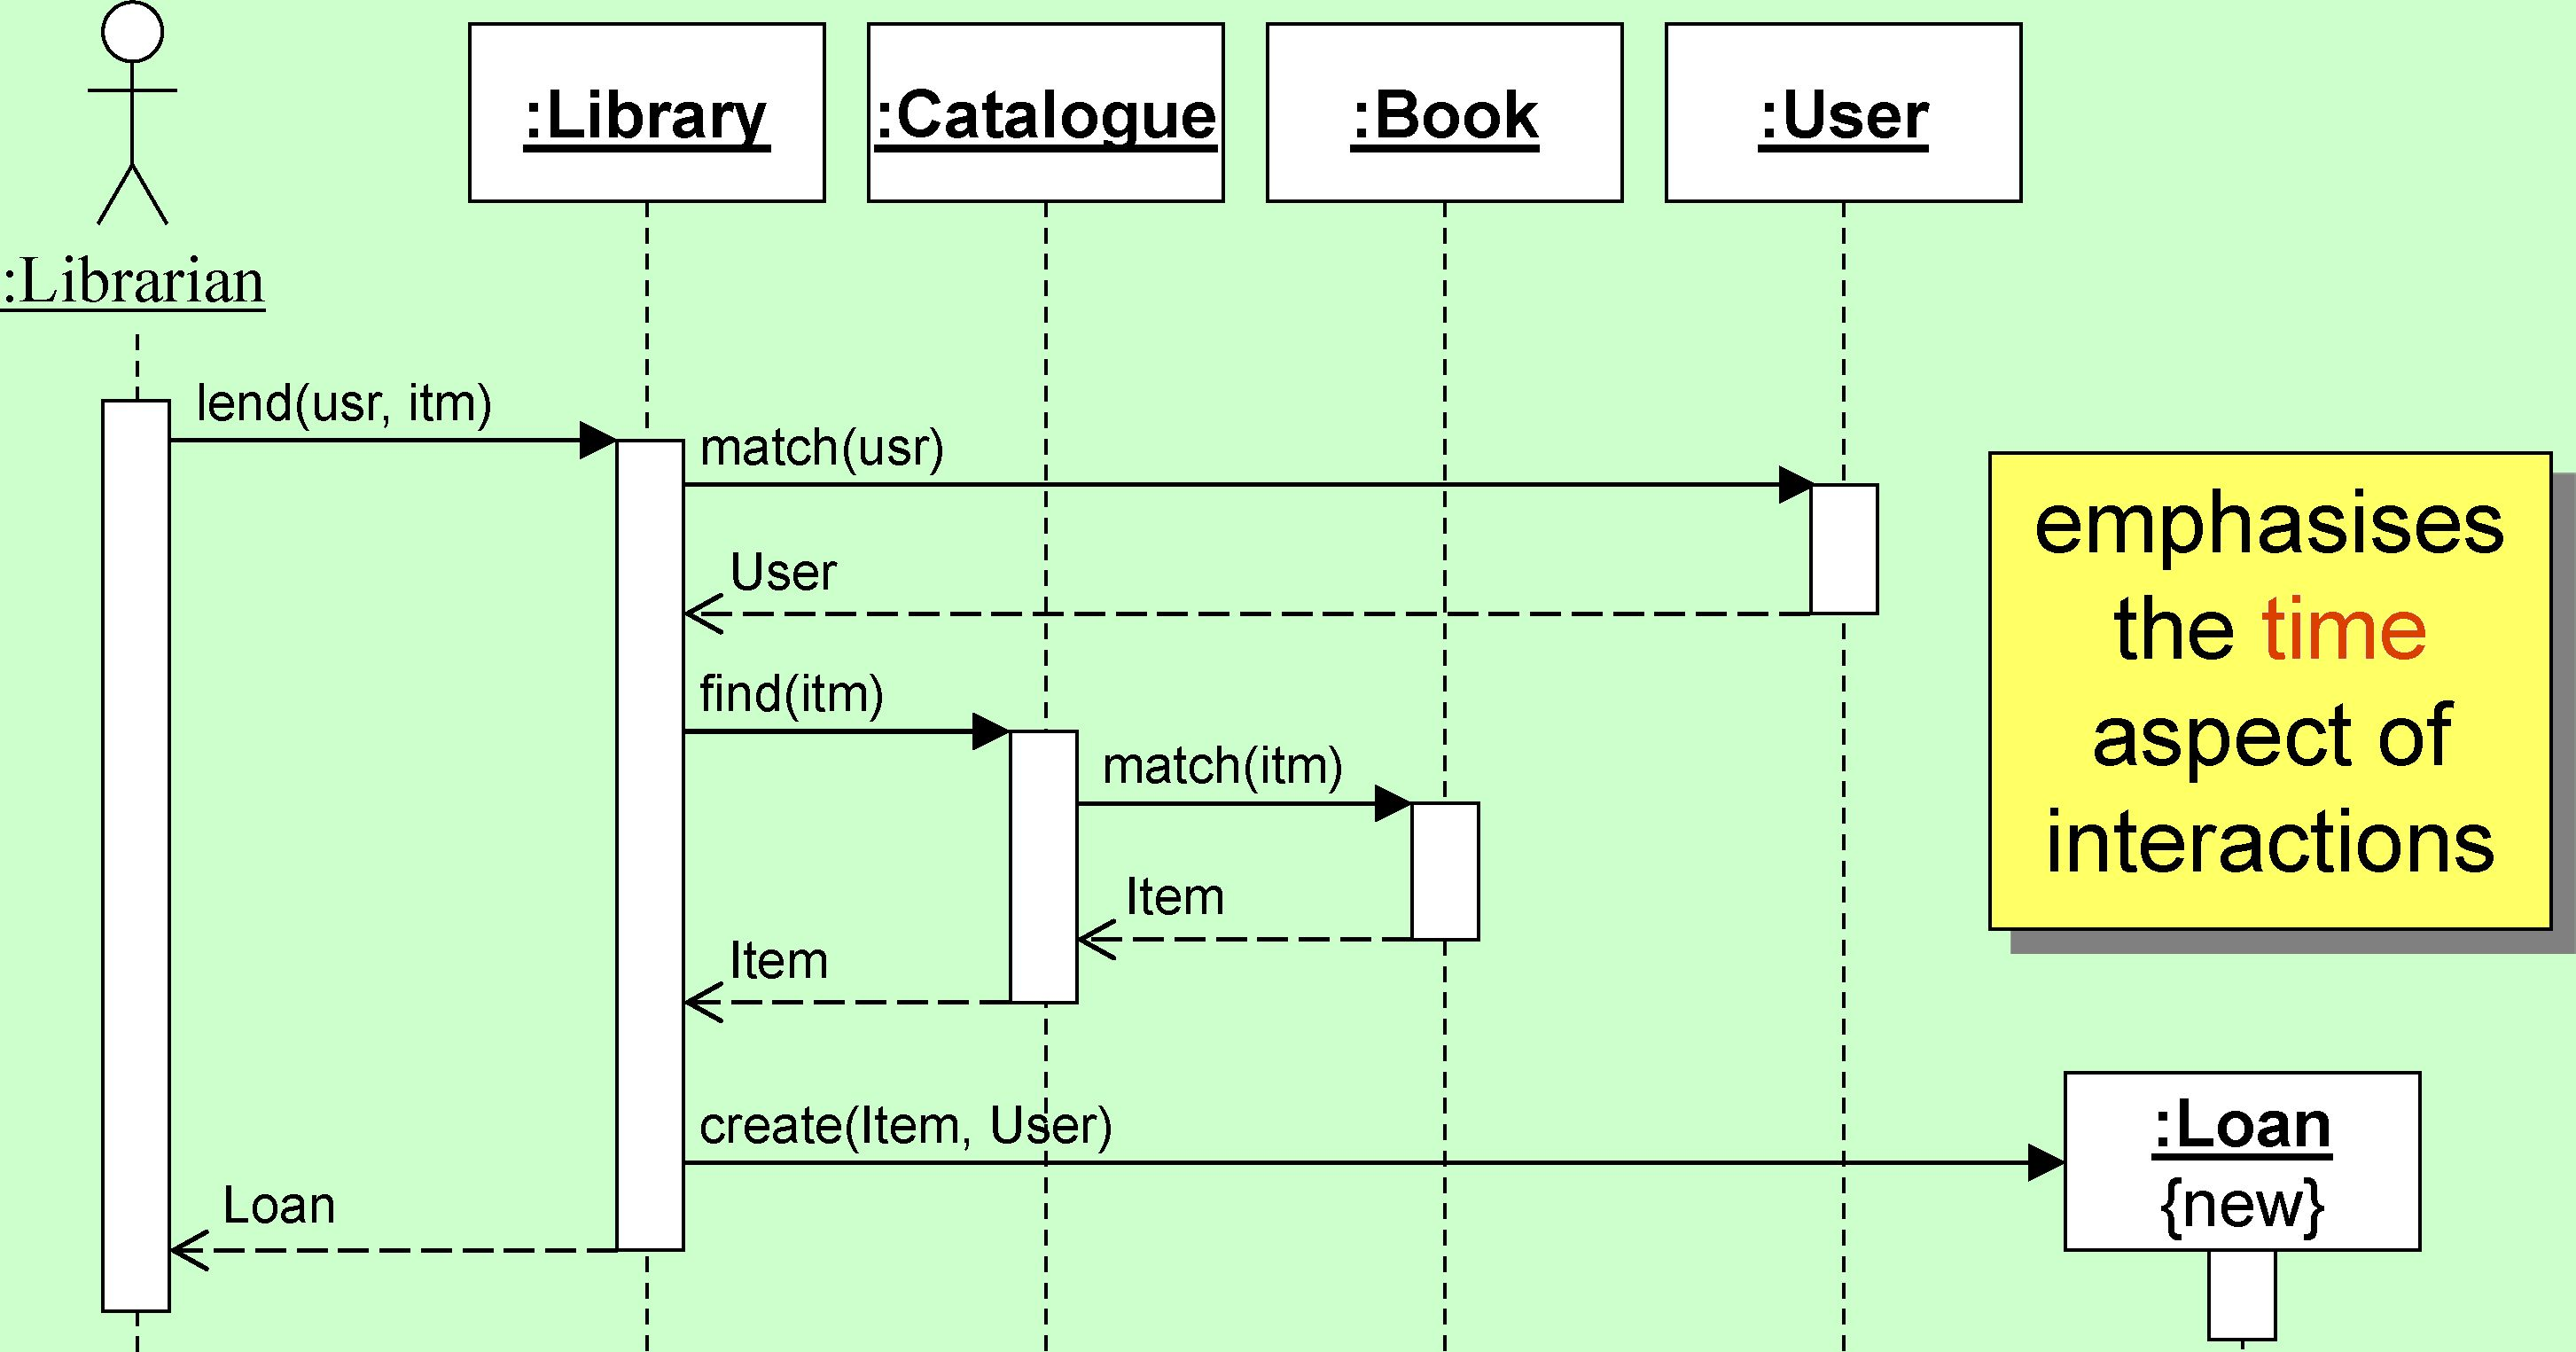 :Librarian
:Library
:Catalogue
:Book
:User
lend(usr, itm)
match(usr)
User
find(itm)
match(itm)
Item
Item
create(Item, User)
Loan
emphasises
the time
aspect of
interactions
:Loan
{new}